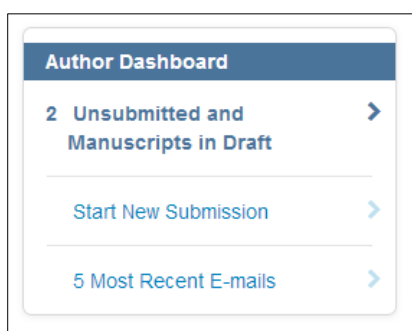 Author Dashboard
2 Unsubmitted and
Manuscripts in Draft
Start New Submission
5 Most Recent E-mails